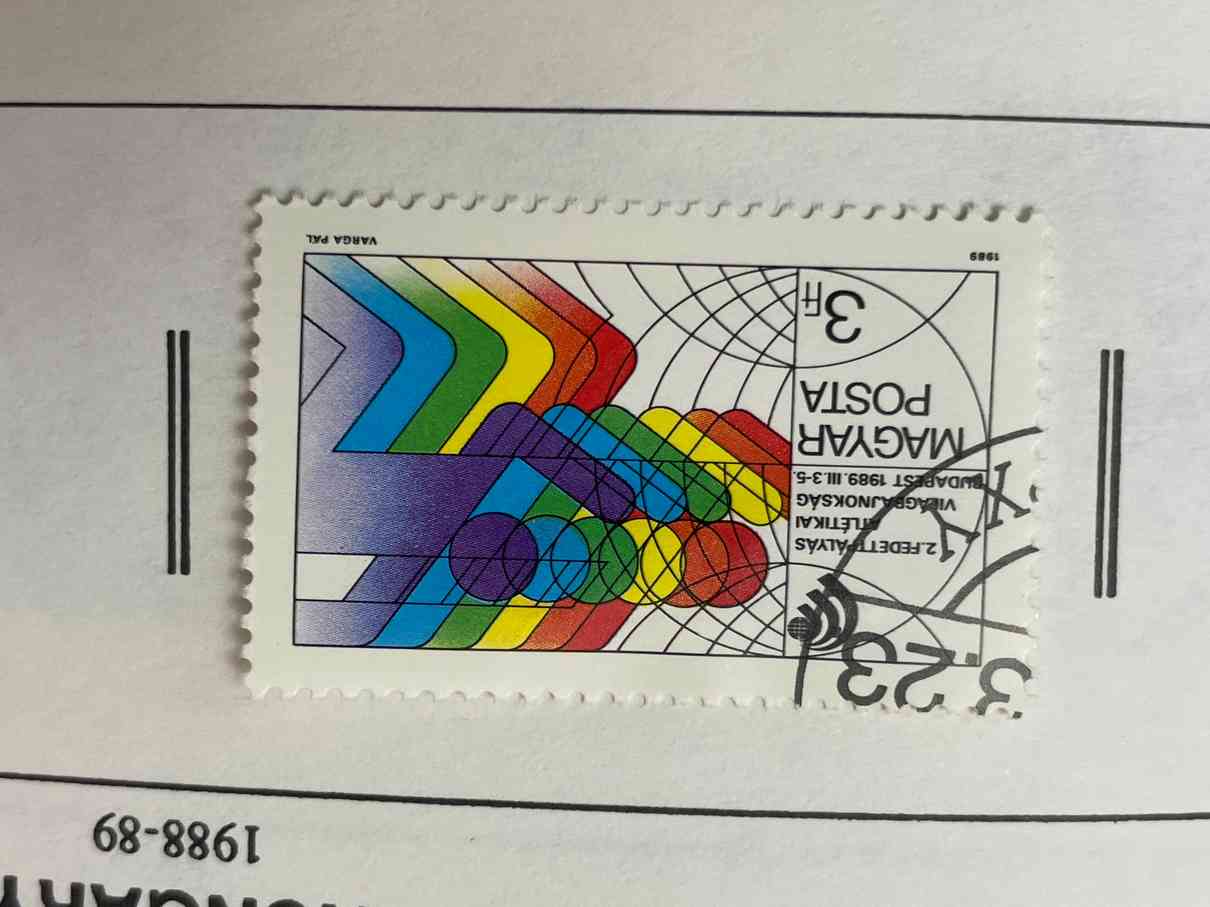 HUNGARY
1988-89
3.23
2.FEDETTPÁLYÁS
ATLÉTIKAI
VILÁGBAJNOKSÁG
BUDAPEST 1989.III.3-5.
MAGYAR
POSTA
3Ft
1989
VARGA PÁL